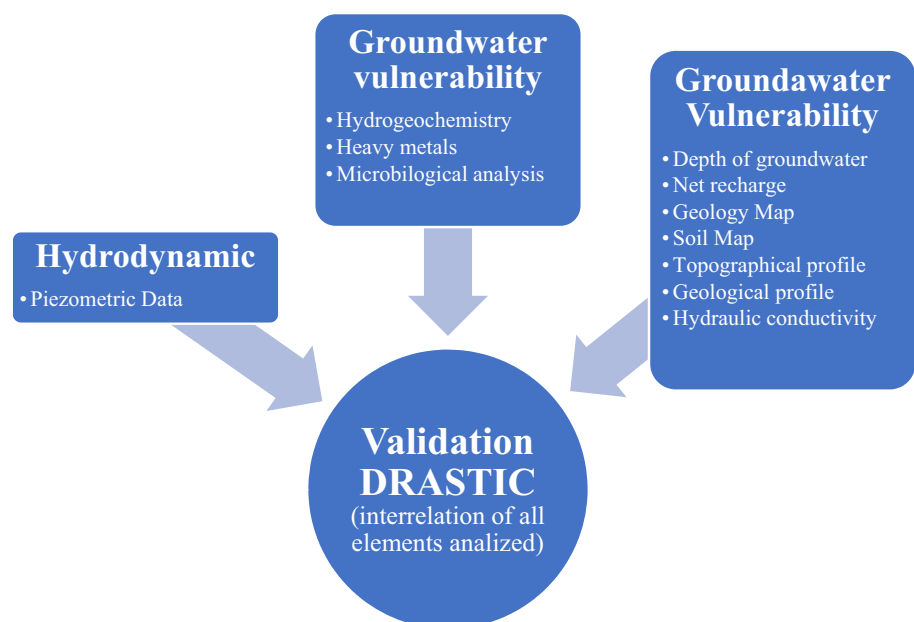 Groundwater
vulnerability
• Hydrogeochemistry
• Heavy metals
• Microbilogical analysis
Groundawater
Vulnerability
• Depth of groundwater
• Net recharge
• Geology Map
• Soil Map
• Topographical profile
• Geological profile
• Hydraulic conductivity
Hydrodynamic
• Piezometric Data
Validation
DRASTIC
(interrelation of all
elements analized)